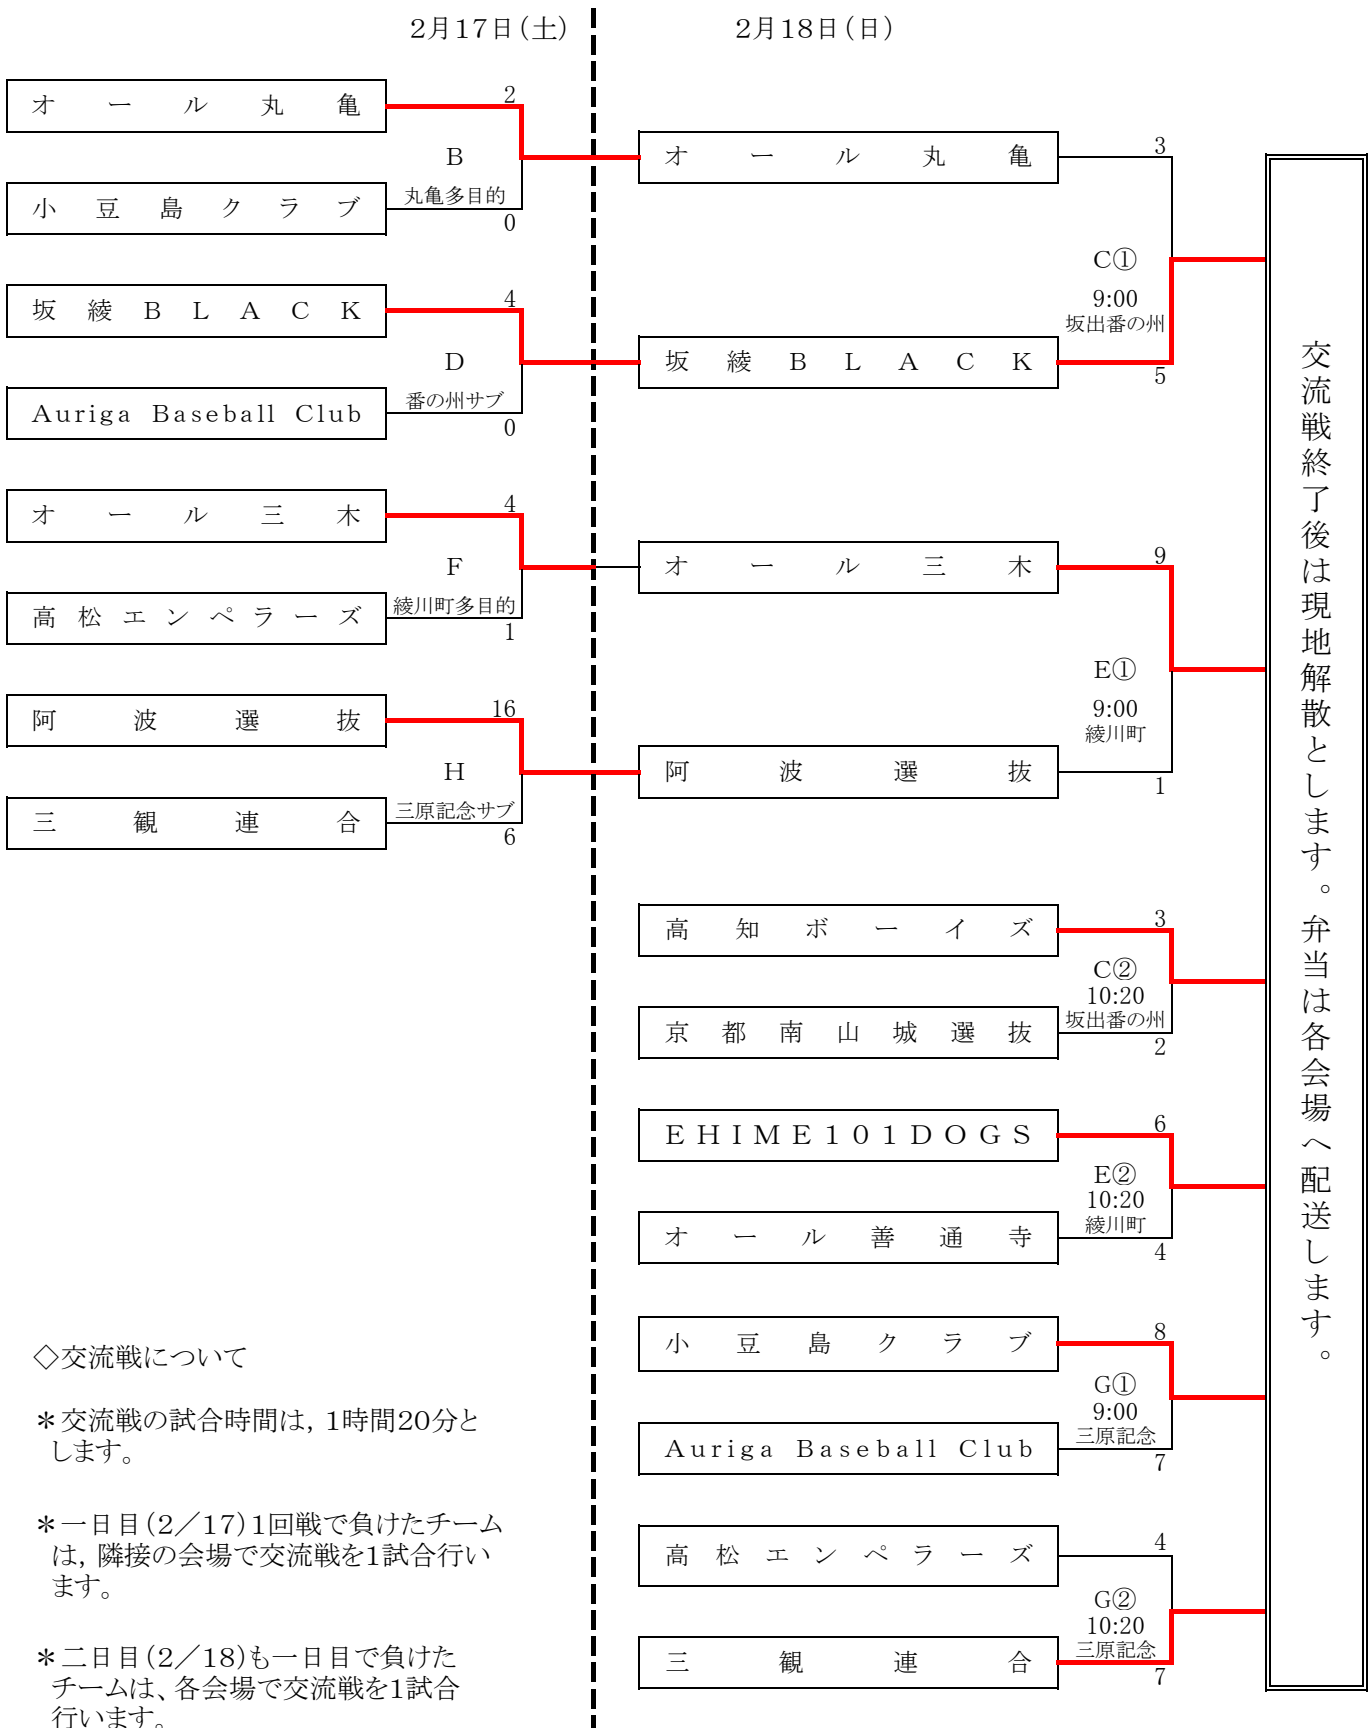 2月17日(土)
2月18日(日)
オール丸亀
2
B
丸亀多目的
小豆島クラブ
0
坂綾BLACK
4
D
番の州サブ
Auriga Baseball Club
0
オール三木
4
F
綾川町多目的
高松エンペラーズ
1
阿波選抜
16
H
三原記念サブ
三観連合
6
オール丸亀
3
C①
9:00
坂出番の州
坂綾BLACK
5
オール三木
9
E①
9:00
綾川町
阿波選抜
1
高知ボーイズ
3
C②
10:20
坂出番の州
京都南山城選抜
2
EHIME101DOGS
6
E②
10:20
綾川町
オール善通寺
4
小豆島クラブ
8
G①
9:00
三原記念
Auriga Baseball Club
7
高松エンペラーズ
4
G②
10:20
三原記念
三観連合
7
交流戦終了後は現地解散とします。弁当は各会場へ配送します。
◇交流戦について
＊交流戦の試合時間は，1時間20分と
します。
＊一日目(2／17)1回戦で負けたチーム
は，隣接の会場で交流戦を1試合行い
ます。
＊二日目(2／18)も一日目で負けた
チームは、各会場で交流戦を1試合
行います。